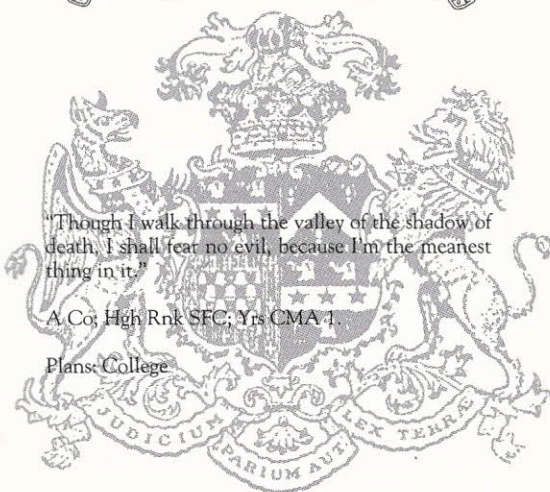 "Though I walk through the valley of the shadow of
death, I shall fear no evil, because I'm the meanest
thing in it."
A Co; Hgh Rnk SFC; Yrs CMA 1.
Plans: College
JUDICIUM
PARIUM AUT
LEX TERRÆ